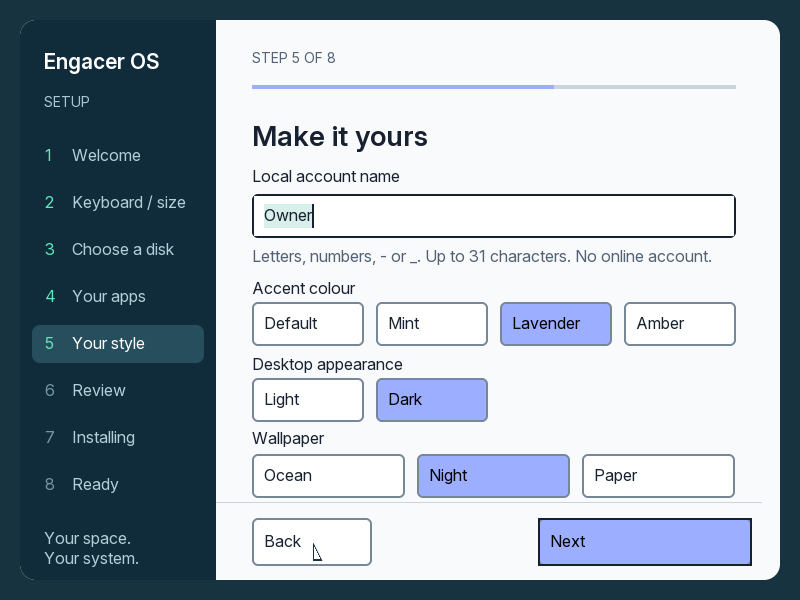 Engacer OS
SETUP
1 Welcome
2 Keyboard / size
3 Choose a disk
4 Your apps
5 Your style
6 Review
7 Installing
8 Ready
Your space.
Your system.
STEP 5 OF 8
Make it yours
Local account name
Owner
Letters, numbers, - or _. Up to 31 characters. No online account.
Accent colour
Default Mint Lavender Amber
Desktop appearance
Light Dark
Wallpaper
Ocean Night Paper
Back Next